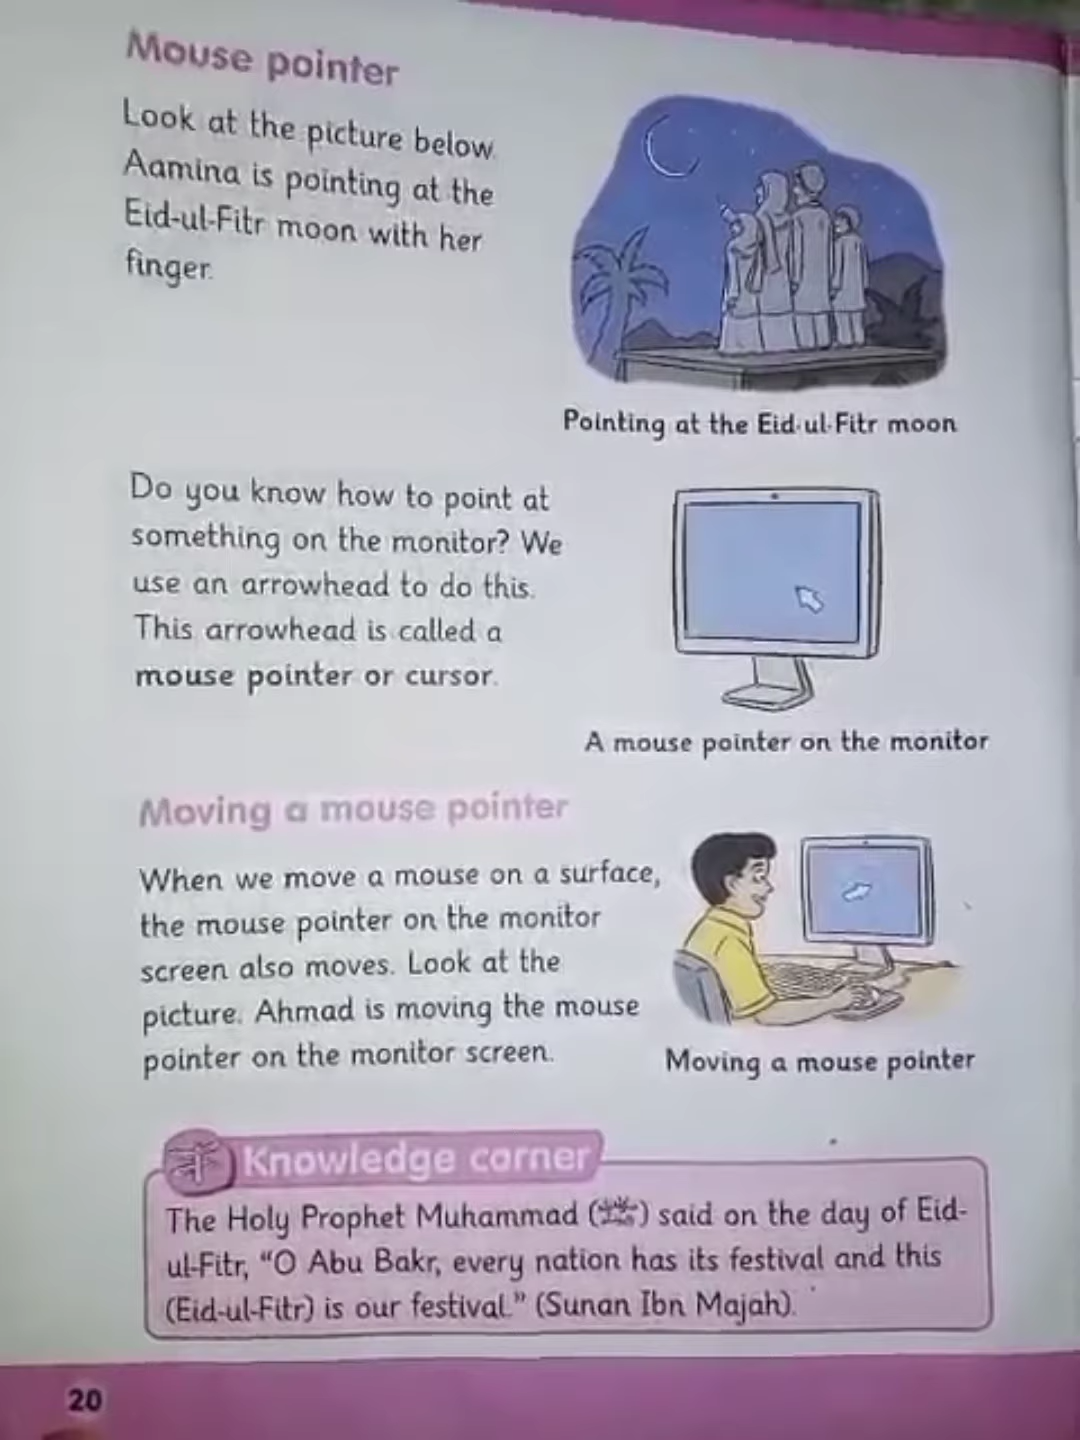 Mouse pointer
Look at the picture below.
Aamina is pointing at the
Eid-ul-Fitr moon with her
finger.
Pointing at the Eid-ul-Fitr moon
Do you know how to point at
something on the monitor? We
use an arrowhead to do this.
This arrowhead is called a
mouse pointer or cursor.
A mouse pointer on the monitor
Moving a mouse pointer
When we move a mouse on a surface,
the mouse pointer on the monitor
screen also moves. Look at the
picture. Ahmad is moving the mouse
pointer on the monitor screen.
Moving a mouse pointer
Knowledge corner
The Holy Prophet Muhammad (ﷺ) said on the day of Eid-
ul-Fitr, “O Abu Bakr, every nation has its festival and this
(Eid-ul-Fitr) is our festival.” (Sunan Ibn Majah).
20